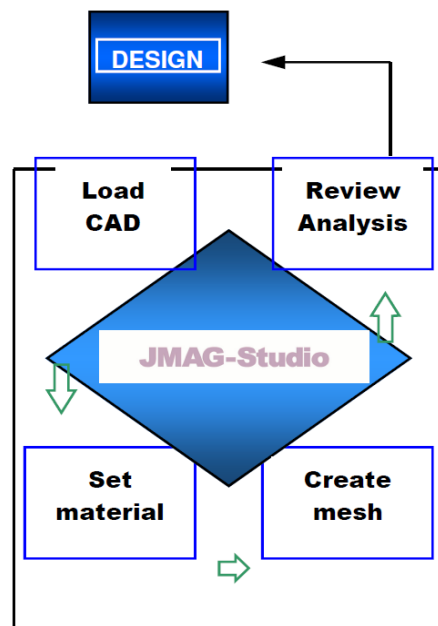 DESIGN
Load
CAD
Review
Analysis
JMAG-Studio
Set
material
Create
mesh